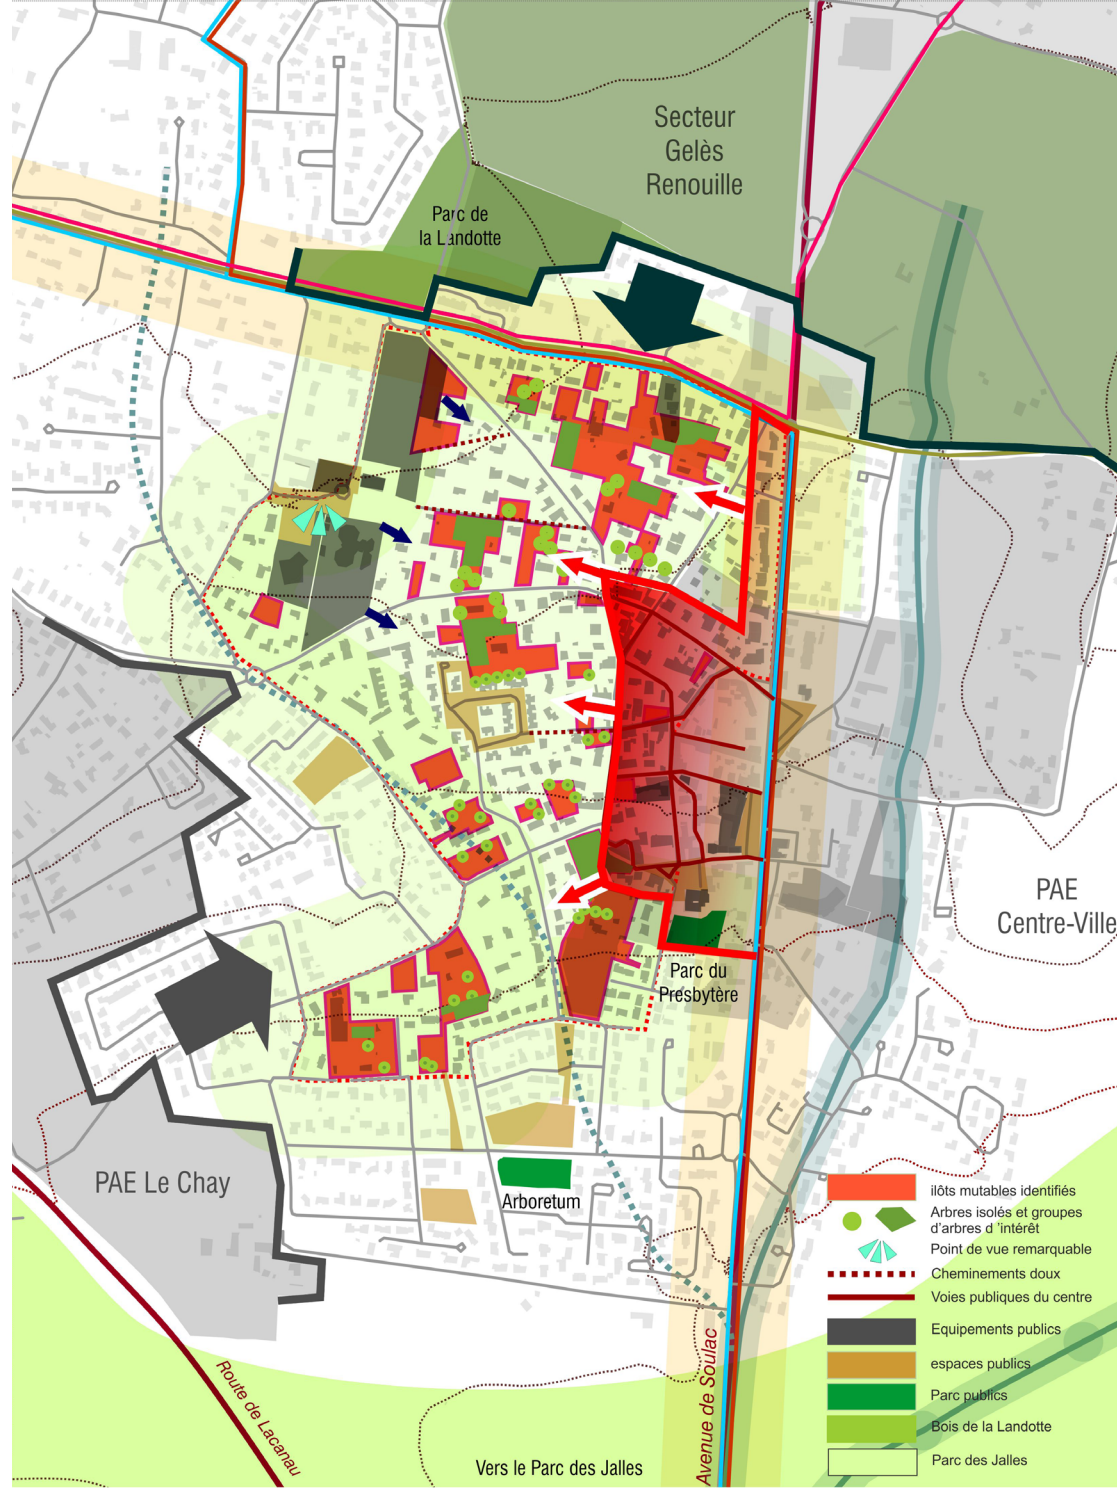 Secteur
Gelès
Renouille
Parc de
la Landotte
PAE
Centre-Ville
Parc du
Presbytère
PAE Le Chay
Arboretum
Route de Lacanau
Avenue de Soulac
Vers le Parc des Jalles
ilôts mutables identifiés
Arbres isolés et groupes
d'arbres d 'intérêt
Point de vue remarquable
Cheminements doux
Voies publiques du centre
Equipements publics
espaces publics
Parc publics
Bois de la Landotte
Parc des Jalles